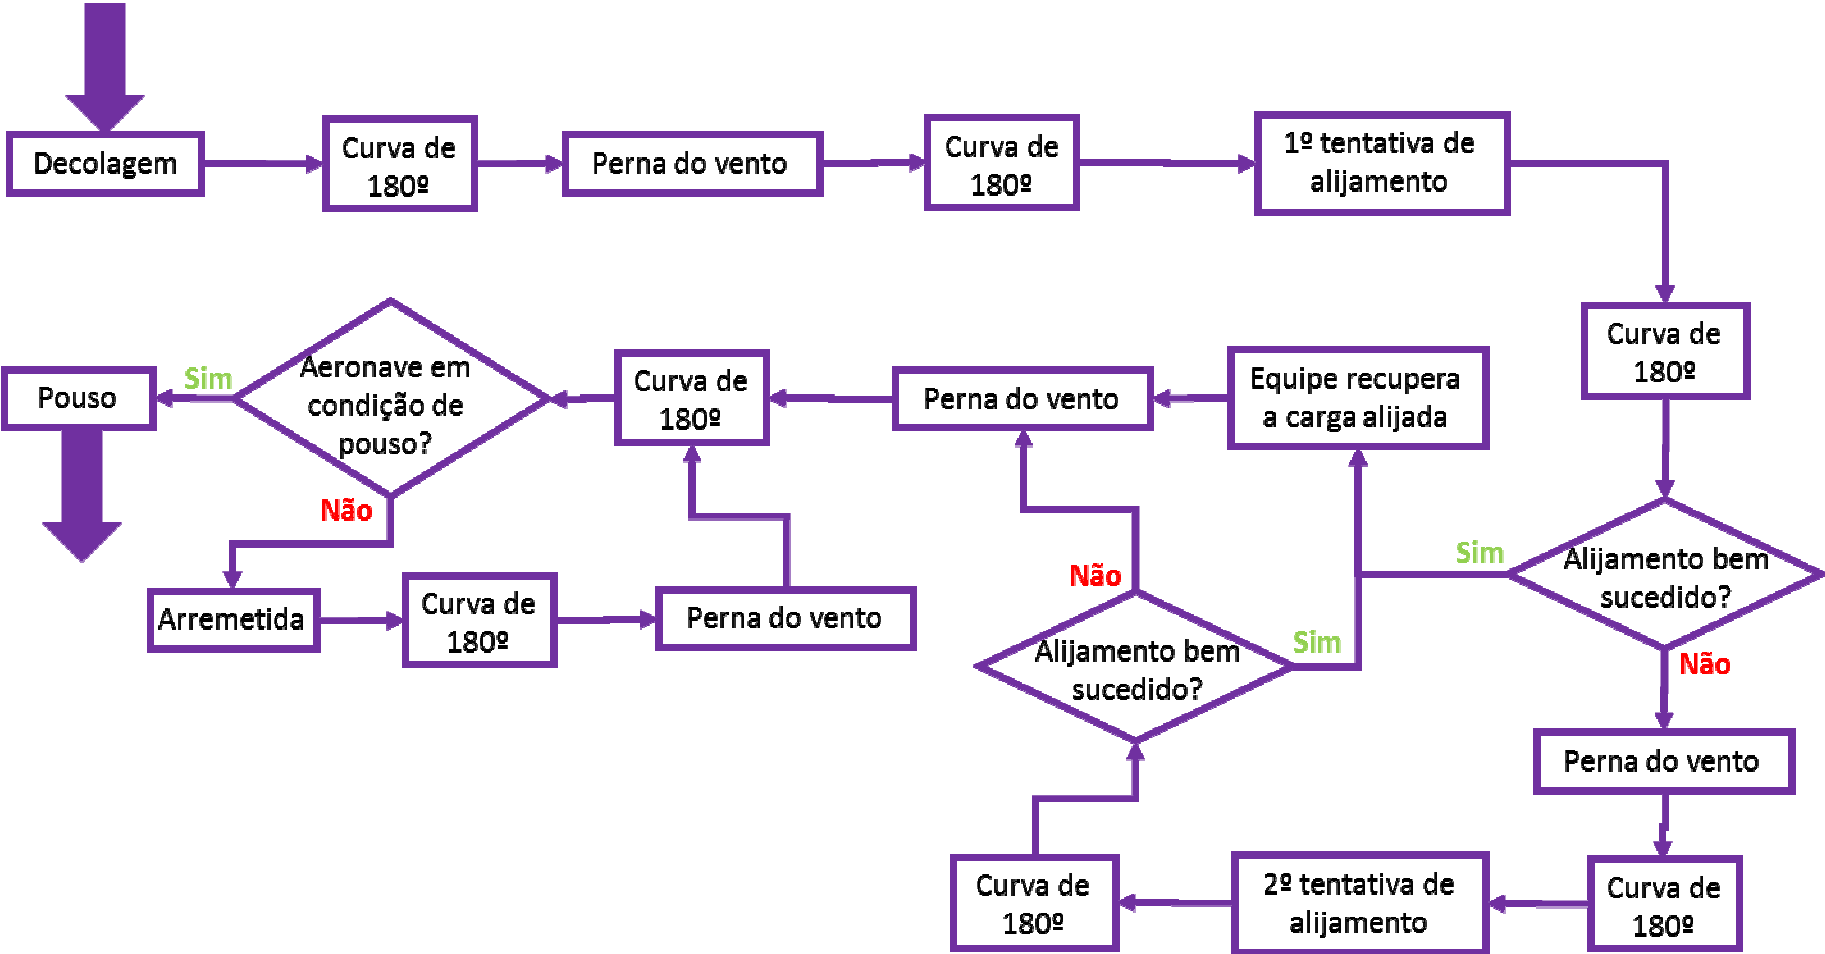 Decolagem
Curva de
180º
Perna do vento
Curva de
180º
1º tentativa de
alijamento
Curva de
180º
Alijamento bem
sucedido?
Sim
Não
Perna do vento
Curva de
180º
2º tentativa de
alijamento
Curva de
180º
Alijamento bem
sucedido?
Sim
Não
Equipe recupera
a carga alijada
Perna do vento
Curva de
180º
Aeronave em
condição de
pouso?
Sim
Pouso
Não
Arremetida
Curva de
180º
Perna do vento